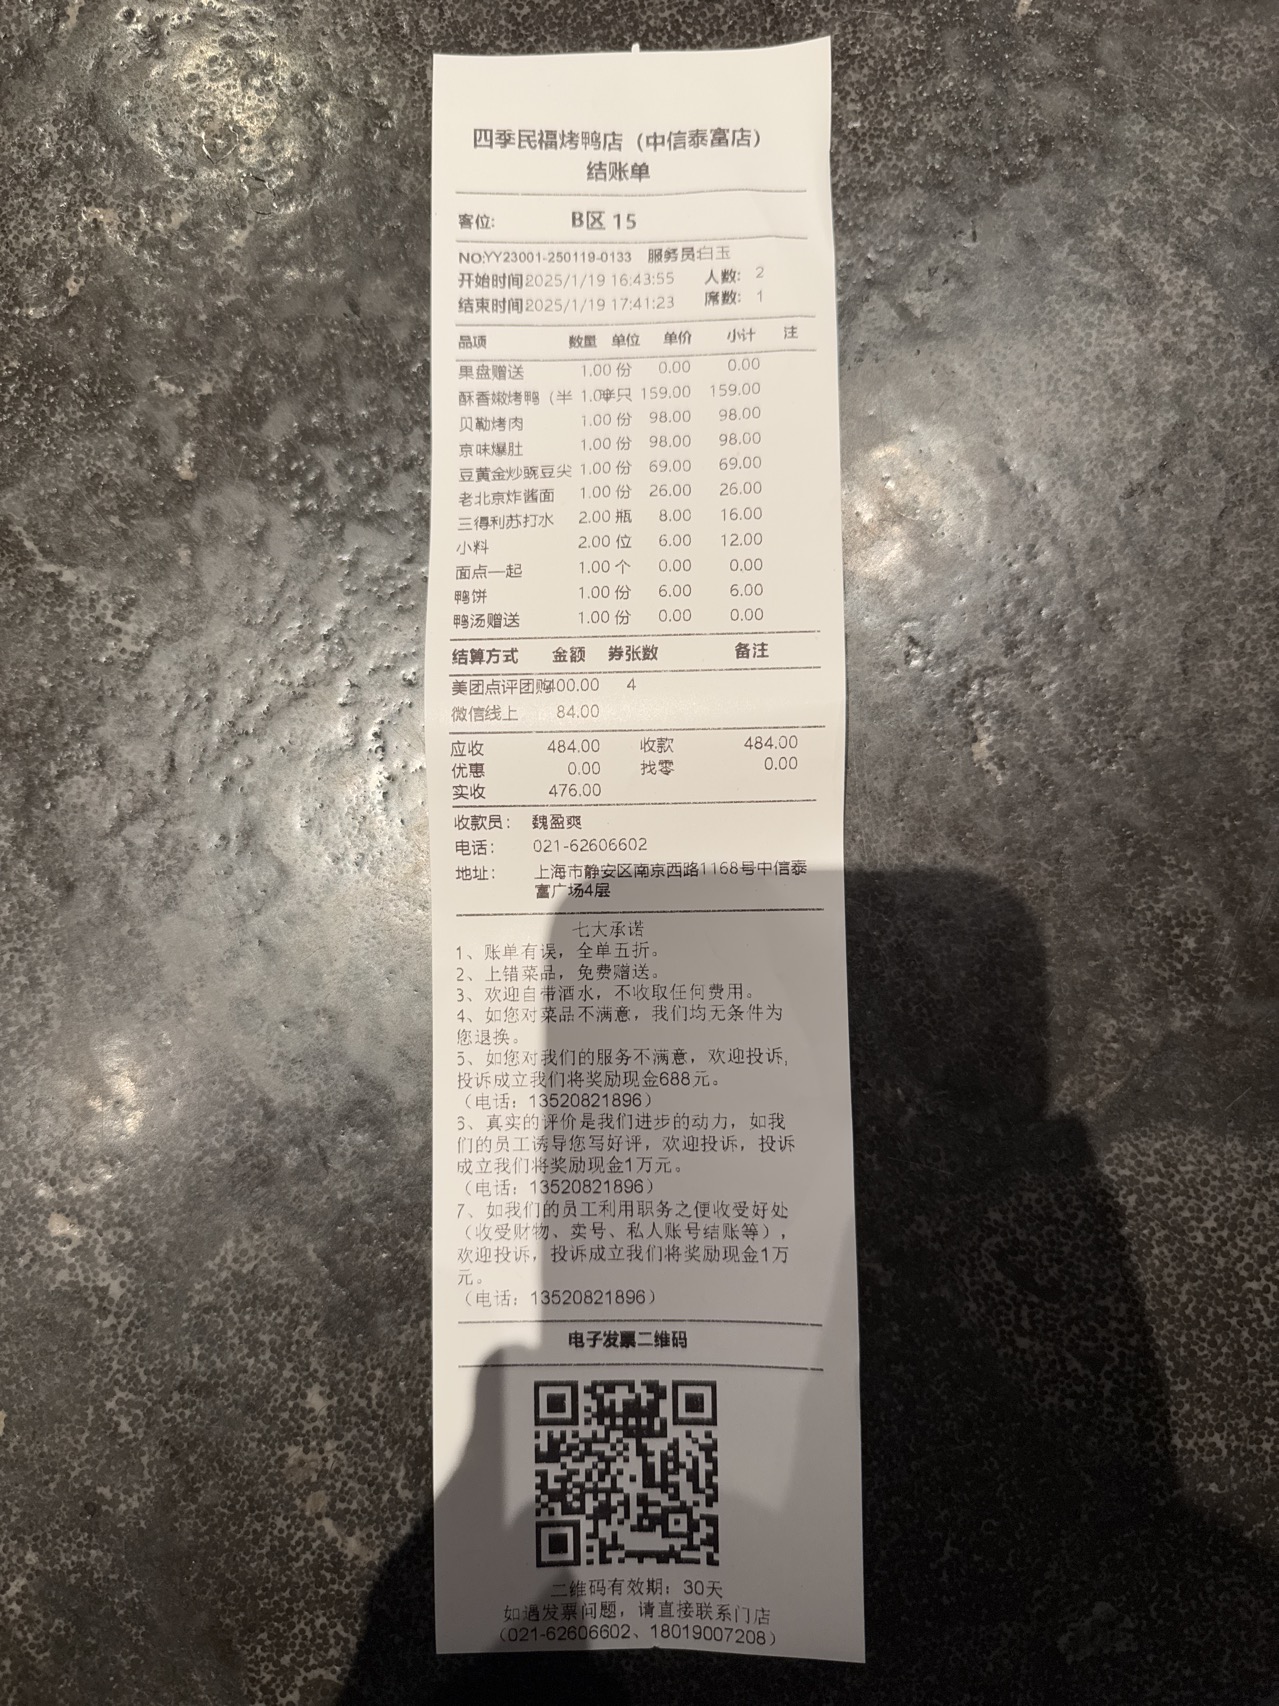 四季民福烤鸭店（中信泰富店）
结账单
客位: B区 15
NO:YY23001-250119-0133 服务员:白玉
开始时间2025/1/19 16:43:55 人数: 2
结束时间2025/1/19 17:41:23 席数: 1
品项 数量 单位 单价 小计 注
果盘赠送 1.00 份 0.00 0.00
酥香嫩烤鸭（半 1.00半只 159.00 159.00
贝勒烤肉 1.00 份 98.00 98.00
京味爆肚 1.00 份 98.00 98.00
豆黄金炒豌豆尖 1.00 份 69.00 69.00
老北京炸酱面 1.00 份 26.00 26.00
三得利苏打水 2.00 瓶 8.00 16.00
小料 2.00 位 6.00 12.00
面点一起 1.00 个 0.00 0.00
鸭饼 1.00 份 6.00 6.00
鸭汤赠送 1.00 份 0.00 0.00
结算方式 金额 券张数 备注
美团点评团购400.00 4
微信线上 84.00
应收 484.00 收款 484.00
优惠 0.00 找零 0.00
实收 476.00
收款员: 魏盈爽
电话: 021-62606602
地址: 上海市静安区南京西路1168号中信泰
富广场4层
七大承诺
1、账单有误，全单五折。
2、上错菜品，免费赠送。
3、欢迎自带酒水，不收取任何费用。
4、如您对菜品不满意，我们均无条件为
您退换。
5、如您对我们的服务不满意，欢迎投诉，
投诉成立我们将奖励现金688元。
（电话：13520821896）
6、真实的评价是我们进步的动力，如我
们的员工诱导您写好评，欢迎投诉，投诉
成立我们将奖励现金1万元。
（电话：13520821896）
7、如我们的员工利用职务之便收受好处
（收受财物、卖号、私人账号结账等），
欢迎投诉，投诉成立我们将奖励现金1万
元。
（电话：13520821896）
电子发票二维码
二维码有效期：30天
如遇发票问题，请直接联系门店
（021-62606602、18019007208）